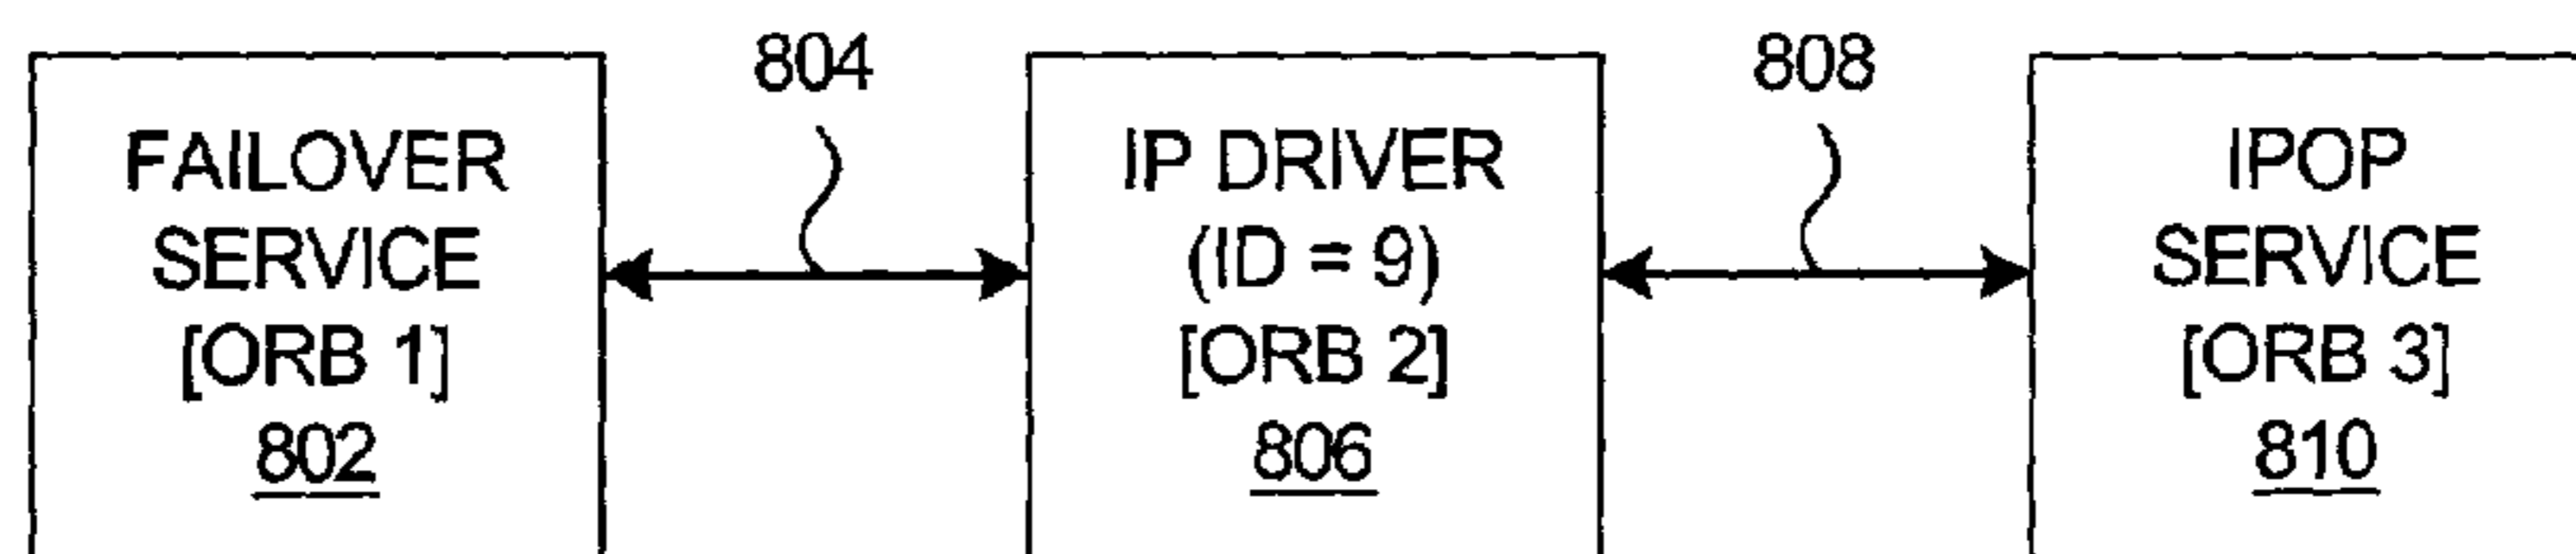 804
808
FAILOVER
SERVICE
[ORB 1]
802
IP DRIVER
(ID = 9)
[ORB 2]
806
IPOP
SERVICE
[ORB 3]
810